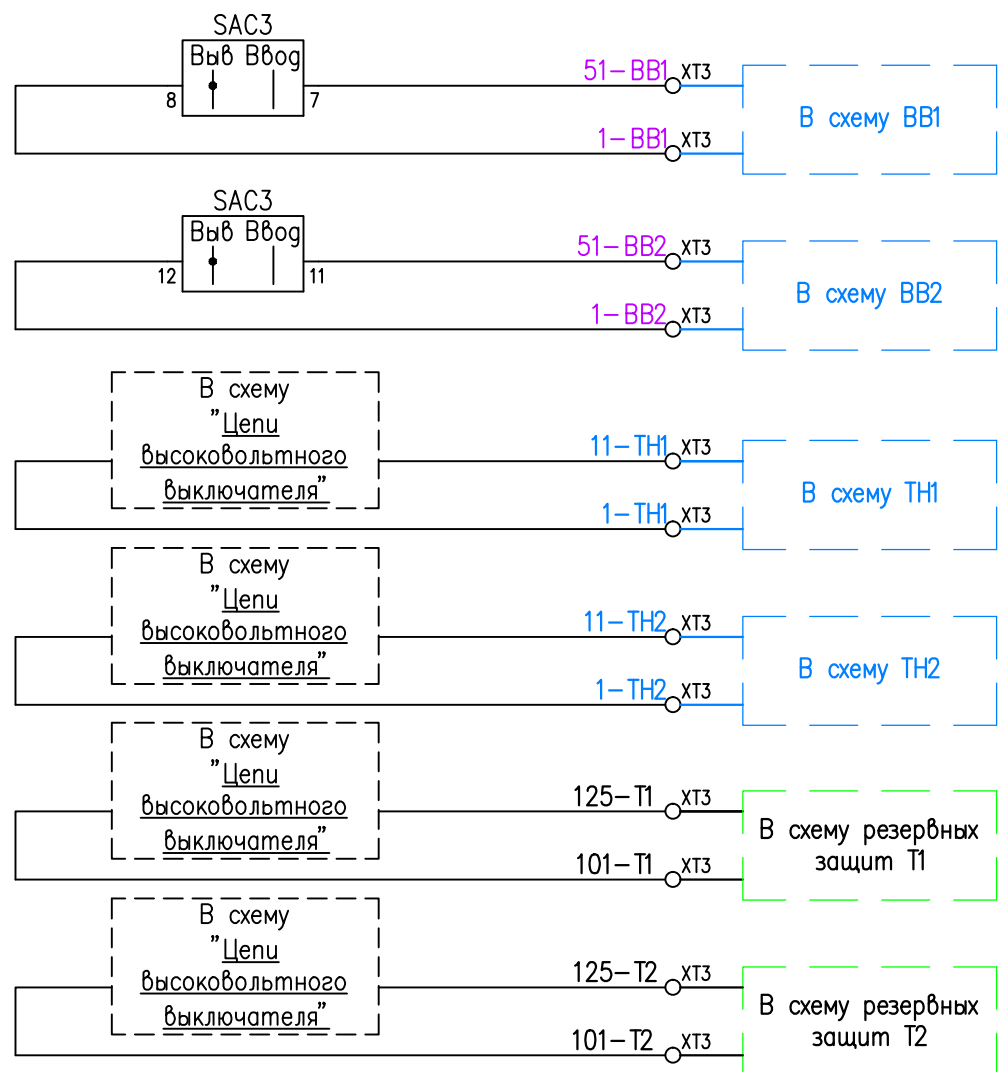 SAC3
Выв Ввод
8
7
51-ВВ1 XT3
1-ВВ1 XT3
В схему ВВ1
SAC3
Выв Ввод
12
11
51-ВВ2 XT3
1-ВВ2 XT3
В схему ВВ2
В схему
"Цепи
высоковольтного
выключателя"
11-ТН1 XT3
1-ТН1 XT3
В схему ТН1
В схему
"Цепи
высоковольтного
выключателя"
11-ТН2 XT3
1-ТН2 XT3
В схему ТН2
В схему
"Цепи
высоковольтного
выключателя"
125-Т1 XT3
101-Т1 XT3
В схему резервных
защит Т1
В схему
"Цепи
высоковольтного
выключателя"
125-Т2 XT3
101-Т2 XT3
В схему резервных
защит Т2